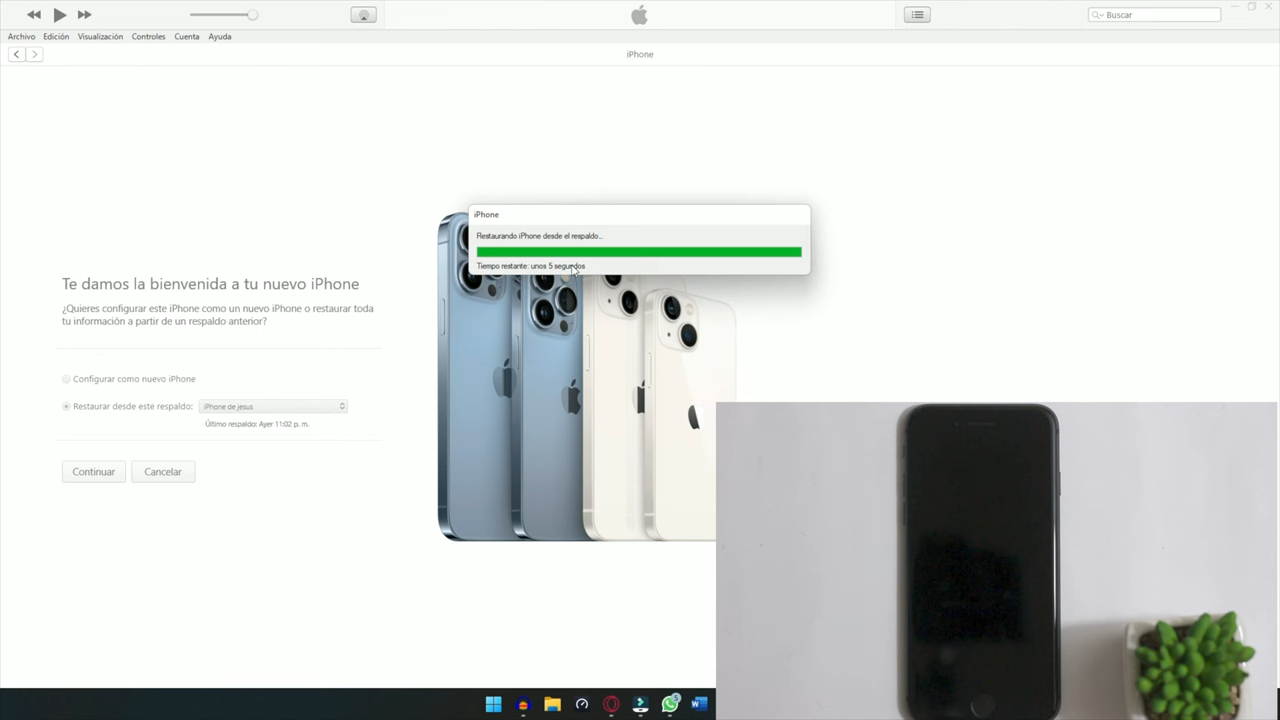 Buscar
Archivo Edición Visualización Controles Cuenta Ayuda
iPhone
iPhone
Restaurando iPhone desde el respaldo...
Tiempo restante: unos 5 segundos
Te damos la bienvenida a tu nuevo iPhone
¿Quieres configurar este iPhone como un nuevo iPhone o restaurar toda
tu información a partir de un respaldo anterior?
Configurar como nuevo iPhone
Restaurar desde este respaldo: iPhone de jesus
Último respaldo: Ayer 11:02 p. m.
Continuar Cancelar
5
W